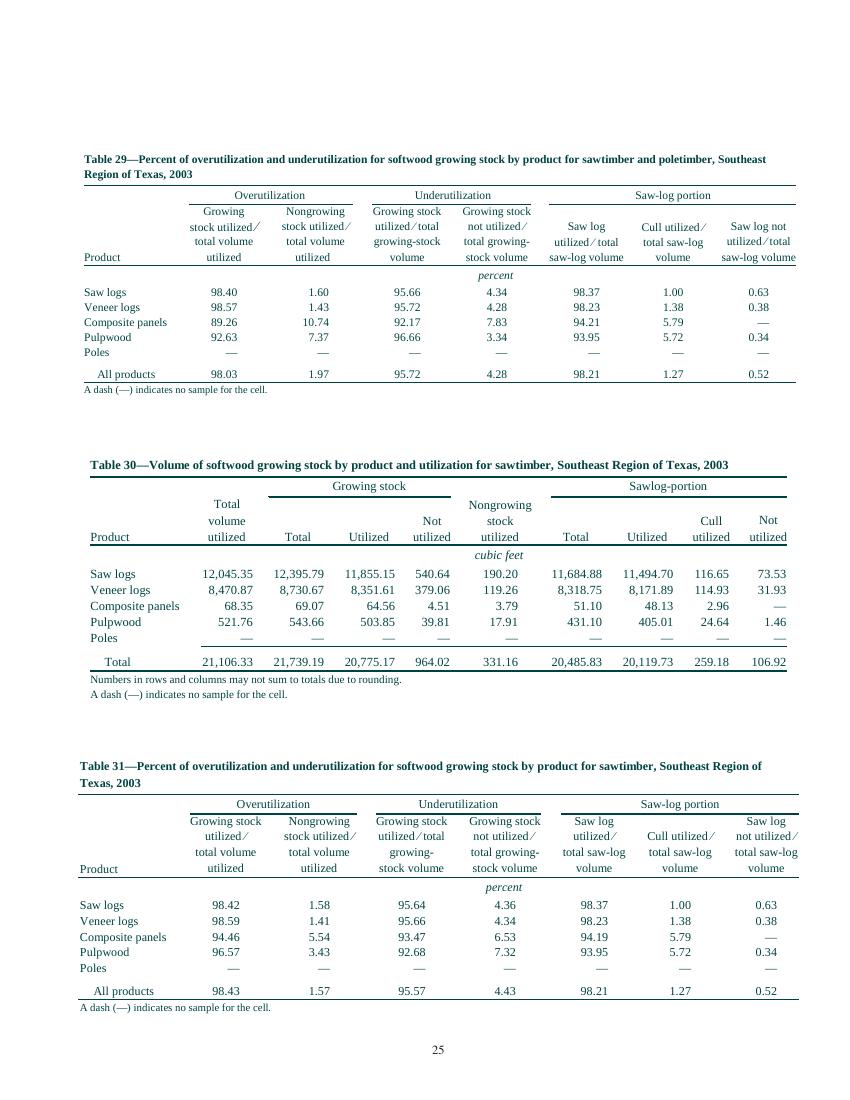 Table 29—Percent of overutilization and underutilization for softwood growing stock by product for sawtimber and poletimber, Southeast
Region of Texas, 2003
Overutilization Underutilization Saw-log portion
Growing Nongrowing Growing stock Growing stock
stock utilized/ stock utilized/ utilized/total not utilized/ Saw log Cull utilized/ Saw log not
total volume total volume growing-stock total growing- utilized/total total saw-log utilized/total
Product utilized utilized volume stock volume saw-log volume volume saw-log volume
percent
Saw logs 98.40 1.60 95.66 4.34 98.37 1.00 0.63
Veneer logs 98.57 1.43 95.72 4.28 98.23 1.38 0.38
Composite panels 89.26 10.74 92.17 7.83 94.21 5.79 —
Pulpwood 92.63 7.37 96.66 3.34 93.95 5.72 0.34
Poles — — — — — — —
All products 98.03 1.97 95.72 4.28 98.21 1.27 0.52
A dash (—) indicates no sample for the cell.
Table 30—Volume of softwood growing stock by product and utilization for sawtimber, Southeast Region of Texas, 2003
Growing stock Sawlog-portion
Total Nongrowing
volume Not stock Cull Not
Product utilized Total Utilized utilized utilized Total Utilized utilized utilized
cubic feet
Saw logs 12,045.35 12,395.79 11,855.15 540.64 190.20 11,684.88 11,494.70 116.65 73.53
Veneer logs 8,470.87 8,730.67 8,351.61 379.06 119.26 8,318.75 8,171.89 114.93 31.93
Composite panels 68.35 69.07 64.56 4.51 3.79 51.10 48.13 2.96 —
Pulpwood 521.76 543.66 503.85 39.81 17.91 431.10 405.01 24.64 1.46
Poles — — — — — — — — —
Total 21,106.33 21,739.19 20,775.17 964.02 331.16 20,485.83 20,119.73 259.18 106.92
Numbers in rows and columns may not sum to totals due to rounding.
A dash (—) indicates no sample for the cell.
Table 31—Percent of overutilization and underutilization for softwood growing stock by product for sawtimber, Southeast Region of
Texas, 2003
Overutilization Underutilization Saw-log portion
Growing stock Nongrowing Growing stock Growing stock Saw log Saw log
utilized/ stock utilized/ utilized/total not utilized/ utilized/ Cull utilized/ not utilized/
total volume total volume growing- total growing- total saw-log total saw-log total saw-log
Product utilized utilized stock volume stock volume volume volume volume
percent
Saw logs 98.42 1.58 95.64 4.36 98.37 1.00 0.63
Veneer logs 98.59 1.41 95.66 4.34 98.23 1.38 0.38
Composite panels 94.46 5.54 93.47 6.53 94.19 5.79 —
Pulpwood 96.57 3.43 92.68 7.32 93.95 5.72 0.34
Poles — — — — — — —
All products 98.43 1.57 95.57 4.43 98.21 1.27 0.52
A dash (—) indicates no sample for the cell.
25